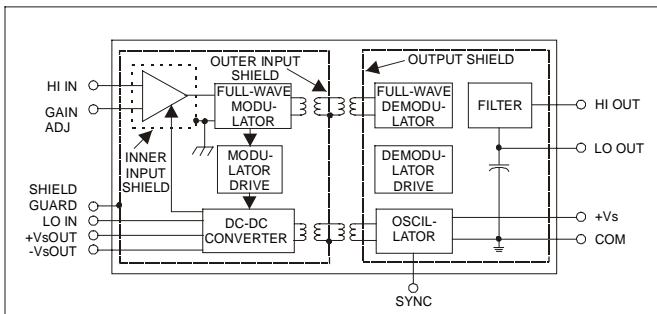 OUTER INPUT
SHIELD
OUTPUT SHIELD
HI IN
GAIN
ADJ
FULL-WAVE
MODU-
LATOR
FULL-WAVE
DEMODU-
LATOR
FILTER
HI OUT
LO OUT
INNER
INPUT
SHIELD
MODU-
LATOR
DRIVE
DEMODU-
LATOR
DRIVE
SHIELD
GUARD
LO IN
+VsOUT
-VsOUT
DC-DC
CONVERTER
OSCIL-
LATOR
+Vs
COM
SYNC